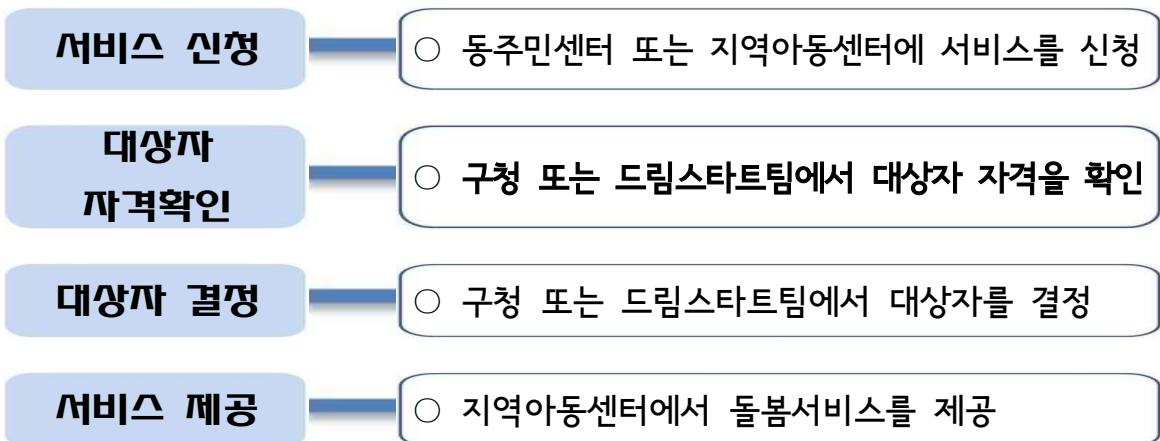 서비스 신청
○ 동주민센터 또는 지역아동센터에 서비스를 신청
대상자
자격확인
○ 구청 또는 드림스타트팀에서 대상자 자격을 확인
대상자 결정
○ 구청 또는 드림스타트팀에서 대상자를 결정
서비스 제공
○ 지역아동센터에서 돌봄서비스를 제공